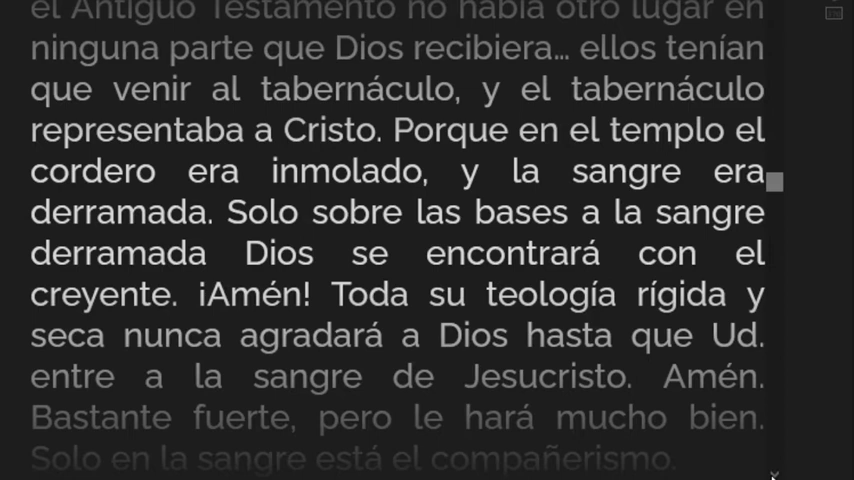 el Antiguo Testamento no había otro lugar en
ninguna parte que Dios recibiera... ellos tenían
que venir al tabernáculo, y el tabernáculo
representaba a Cristo. Porque en el templo el
cordero era inmolado, y la sangre era
derramada. Solo sobre las bases a la sangre
derramada Dios se encontrará con el
creyente. ¡Amén! Toda su teología rígida y
seca nunca agradará a Dios hasta que Ud.
entre a la sangre de Jesucristo. Amén.
Bastante fuerte, pero le hará mucho bien.
Solo en la sangre está el compañerismo.